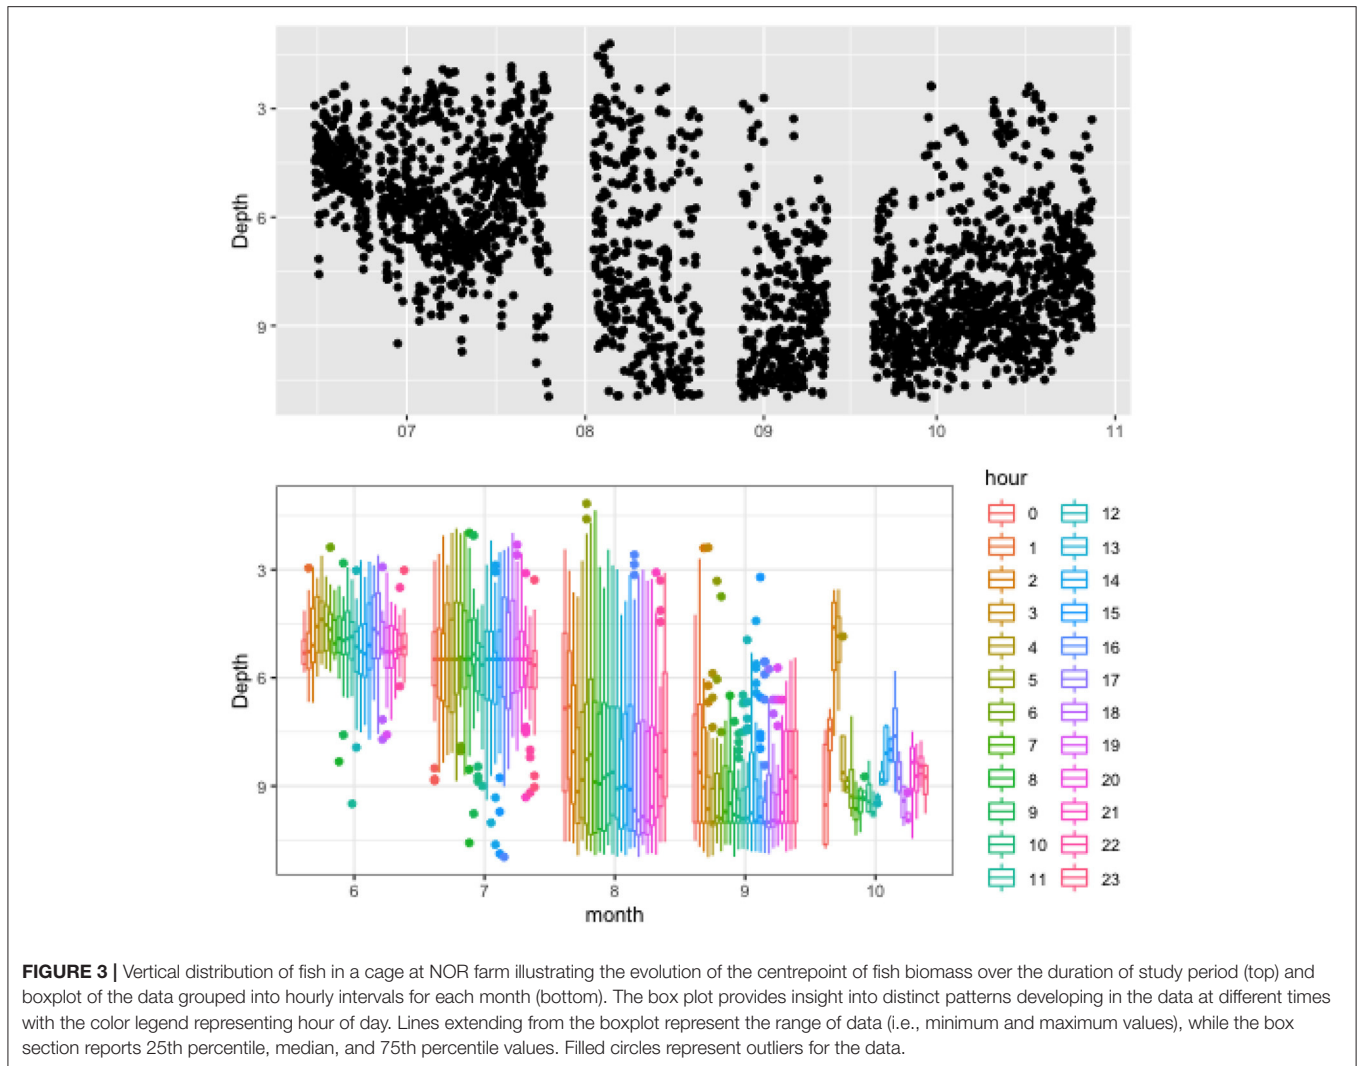 3
6
9
Depth
07 08 09 10 11
3
6
9
Depth
6 7 8 9 10
month
hour
0 12
1 13
2 14
3 15
4 16
5 17
6 18
7 19
8 20
9 21
10 22
11 23
FIGURE 3 | Vertical distribution of fish in a cage at NOR farm illustrating the evolution of the centrepoint of fish biomass over the duration of study period (top) and
boxplot of the data grouped into hourly intervals for each month (bottom). The box plot provides insight into distinct patterns developing in the data at different times
with the color legend representing hour of day. Lines extending from the boxplot represent the range of data (i.e., minimum and maximum values), while the box
section reports 25th percentile, median, and 75th percentile values. Filled circles represent outliers for the data.